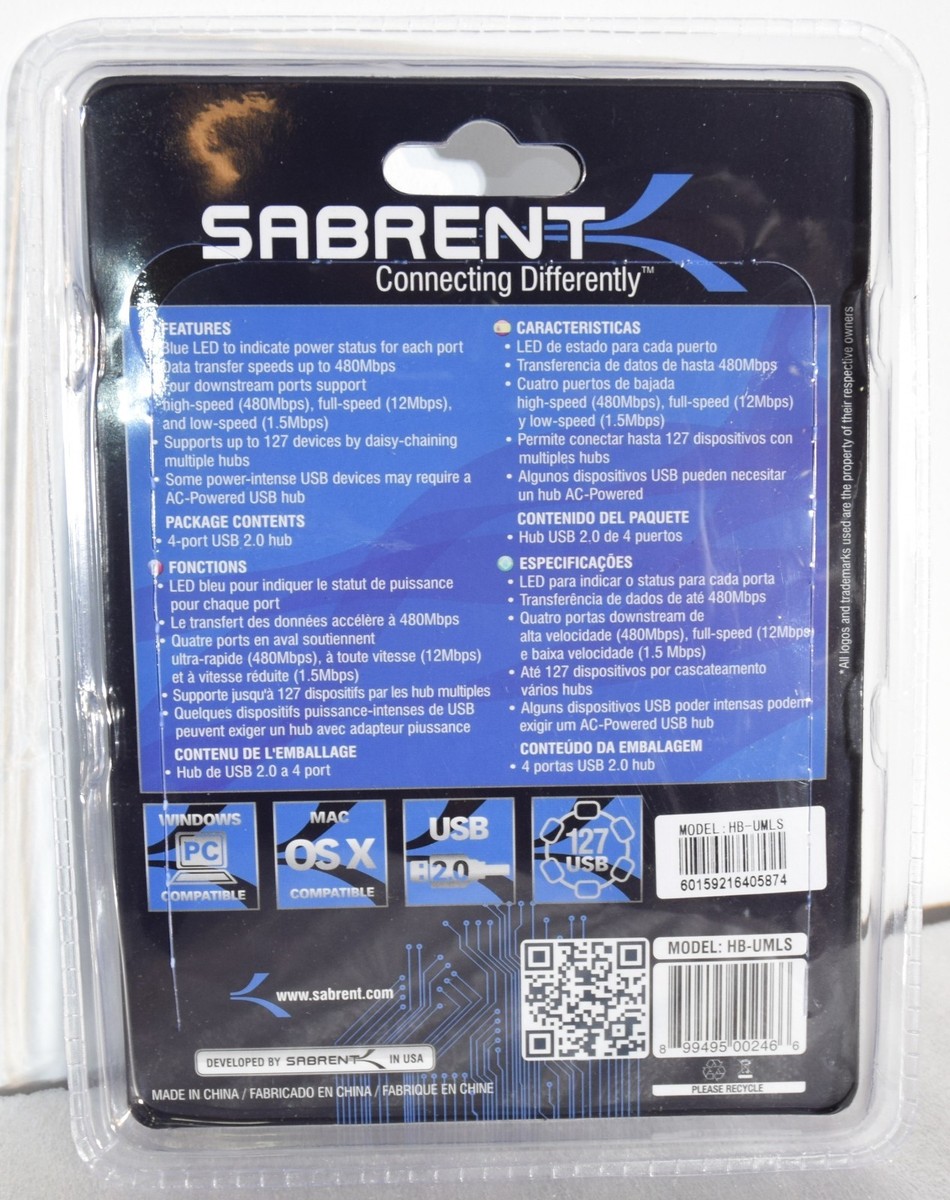 SABRENT
Connecting Differently™
FEATURES
Blue LED to indicate power status for each port
Data transfer speeds up to 480Mbps
Four downstream ports support
high-speed (480Mbps), full-speed (12Mbps),
and low-speed (1.5Mbps)
• Supports up to 127 devices by daisy-chaining
multiple hubs
• Some power-intense USB devices may require a
AC-Powered USB hub
PACKAGE CONTENTS
• 4-port USB 2.0 hub
FONCTIONS
• LED bleu pour indiquer le statut de puissance
pour chaque port
• Le transfert des données accélère à 480Mbps
• Quatre ports en aval soutiennent
ultra-rapide (480Mbps), à toute vitesse (12Mbps)
et à vitesse réduite (1.5Mbps)
• Supporte jusqu'à 127 dispositifs par les hub multiples
• Quelques dispositifs puissance-intenses de USB
peuvent exiger un hub avec adapteur piussance
CONTENU DE L'EMBALLAGE
• Hub de USB 2.0 a 4 port
CARACTERISTICAS
• LED de estado para cada puerto
• Transferencia de datos de hasta 480Mbps
• Cuatro puertos de bajada
high-speed (480Mbps), full-speed (12Mbps)
y low-speed (1.5Mbps)
• Permite conectar hasta 127 dispositivos con
multiples hubs
• Algunos dispositivos USB pueden necesitar
un hub AC-Powered
CONTENIDO DEL PAQUETE
• Hub USB 2.0 de 4 puertos
ESPECIFICAÇÕES
• LED para indicar o status para cada porta
• Transferência de dados de até 480Mbps
• Quatro portas downstream de
alta velocidade (480Mbps), full-speed (12Mbps
e baixa velocidade (1.5 Mbps)
• Até 127 dispositivos por cascateamento
vários hubs
• Alguns dispositivos USB poder intensas podem
exigir um AC-Powered USB hub
CONTEÚDO DA EMBALAGEM
• 4 portas USB 2.0 hub
*All logos and trademarks used are the property of their respective owners
WINDOWS
PC
COMPATIBLE
MAC
OS X
COMPATIBLE
USB
2.0
127
USB
MODEL: HB-UMLS
60159216405874
MODEL: HB-UMLS
8 99495 00246 6
PLEASE RECYCLE
www.sabrent.com
DEVELOPED BY SABRENT IN USA
MADE IN CHINA / FABRICADO EN CHINA / FABRIQUE EN CHINE